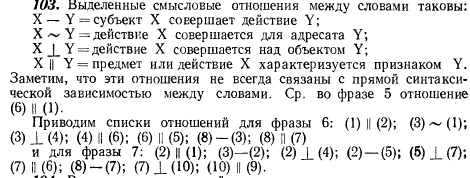 103. Выделенные смысловые отношения между словами таковы:
X — Y = субъект X совершает действие Y;
X ~ Y = действие X совершается для адресата Y;
X ⊥ Y = действие X совершается над объектом Y;
X ∥ Y = предмет или действие X характеризуется признаком Y.
Заметим, что эти отношения не всегда связаны с прямой синтакси-
ческой зависимостью между словами. Ср. во фразе 5 отношение
(6) ∥ (1).
Приводим списки отношений для фразы 6: (1) ∥ (2); (3) ~ (1);
(3) ⊥ (4); (4) ∥ (6); (6) ∥ (5); (8) — (3); (8) ∥ (7)
и для фразы 7: (2) ∥ (1); (3)—(2); (2) ⊥ (4); (2)—(5); (6) ⊥ (7);
(7) ∥ (6); (8) — (7); (7) ⊥ (10); (10) ∥ (9).